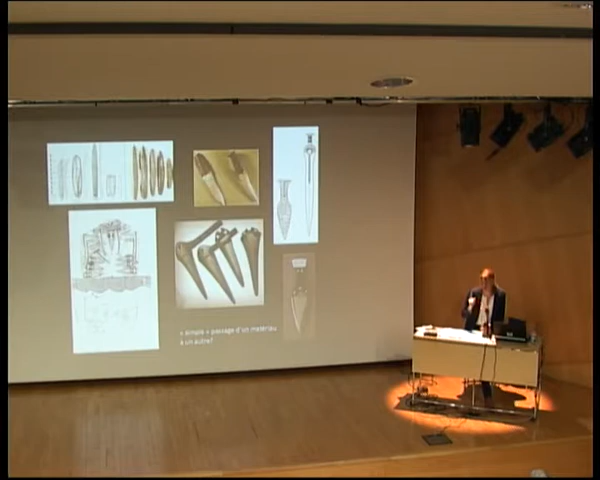 « simple » passage d'un matériau
à un autre?